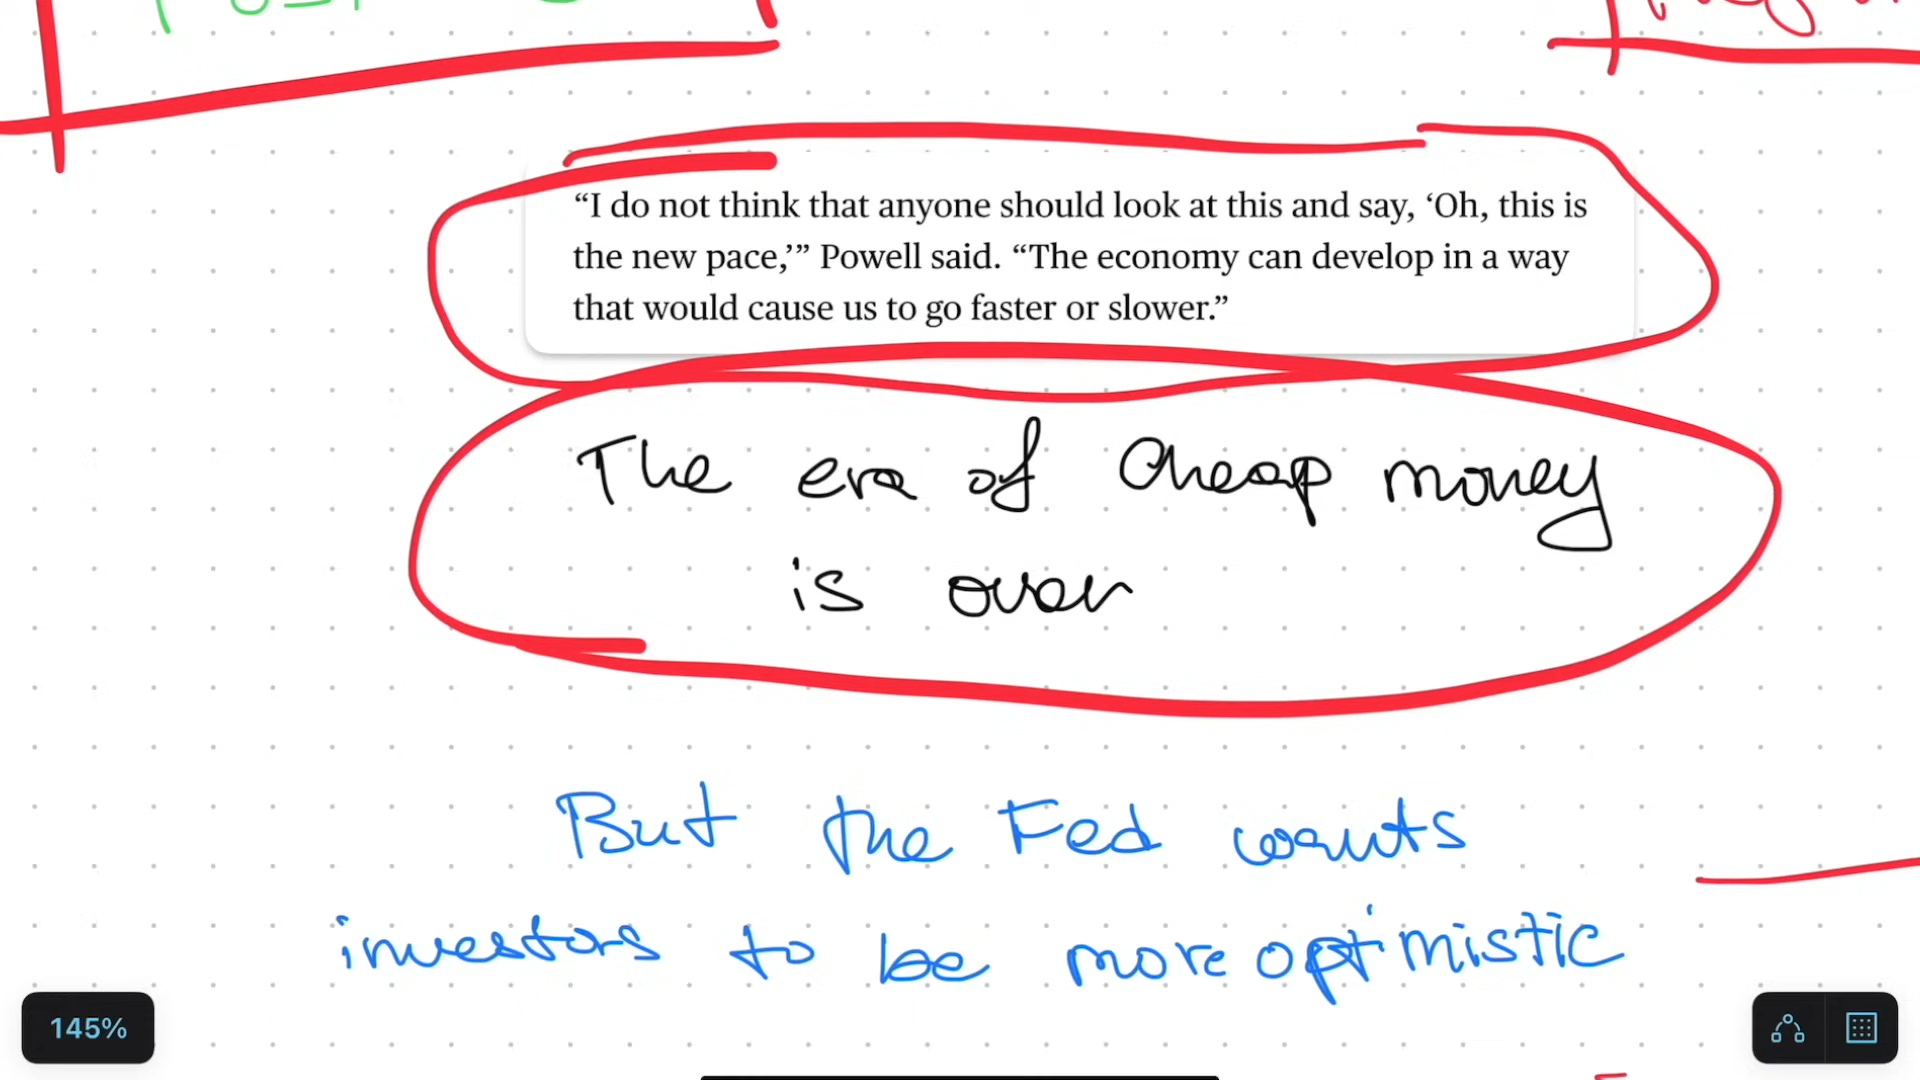 “I do not think that anyone should look at this and say, ‘Oh, this is
the new pace,’” Powell said. “The economy can develop in a way
that would cause us to go faster or slower.”
The era of Cheap money
is over
But the Fed wants
investors to be more optimistic
145%